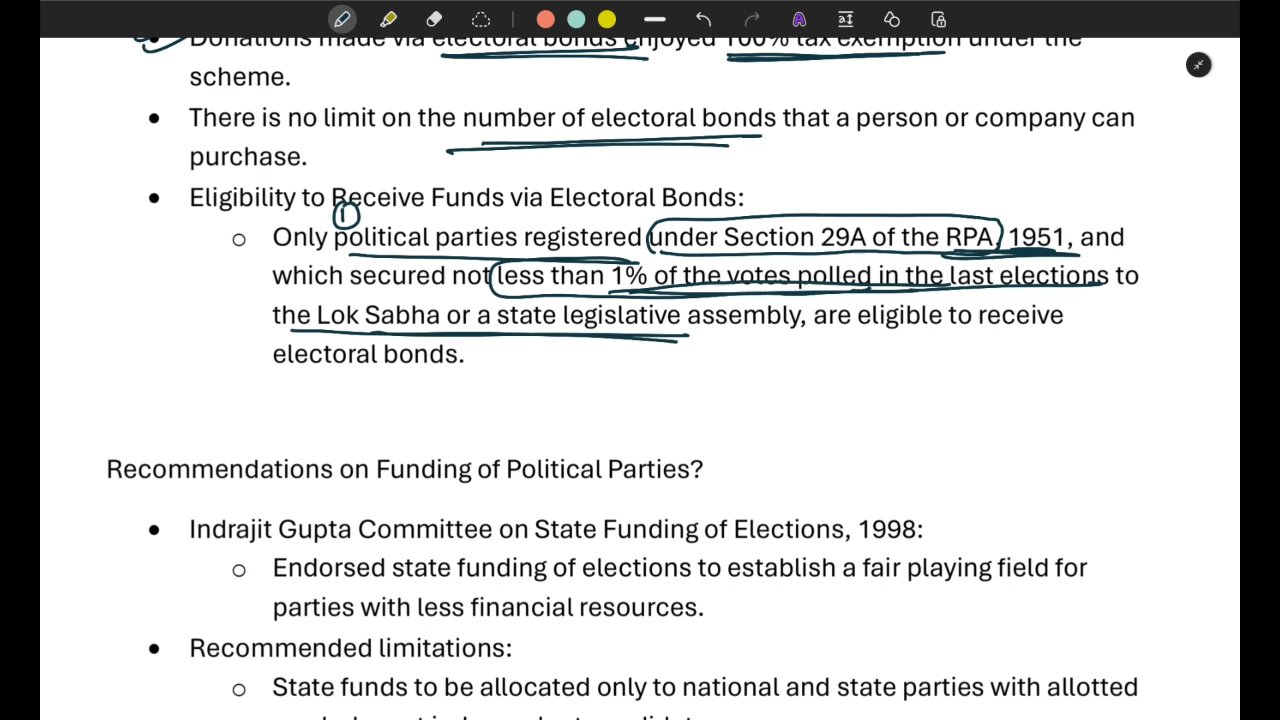 Donations made via electoral bonds enjoyed 100% tax exemption under the
scheme.
• There is no limit on the number of electoral bonds that a person or company can
purchase.
• Eligibility to Receive Funds via Electoral Bonds:
1
o Only political parties registered under Section 29A of the RPA, 1951, and
which secured not less than 1% of the votes polled in the last elections to
the Lok Sabha or a state legislative assembly, are eligible to receive
electoral bonds.
Recommendations on Funding of Political Parties?
• Indrajit Gupta Committee on State Funding of Elections, 1998:
o Endorsed state funding of elections to establish a fair playing field for
parties with less financial resources.
• Recommended limitations:
o State funds to be allocated only to national and state parties with allotted